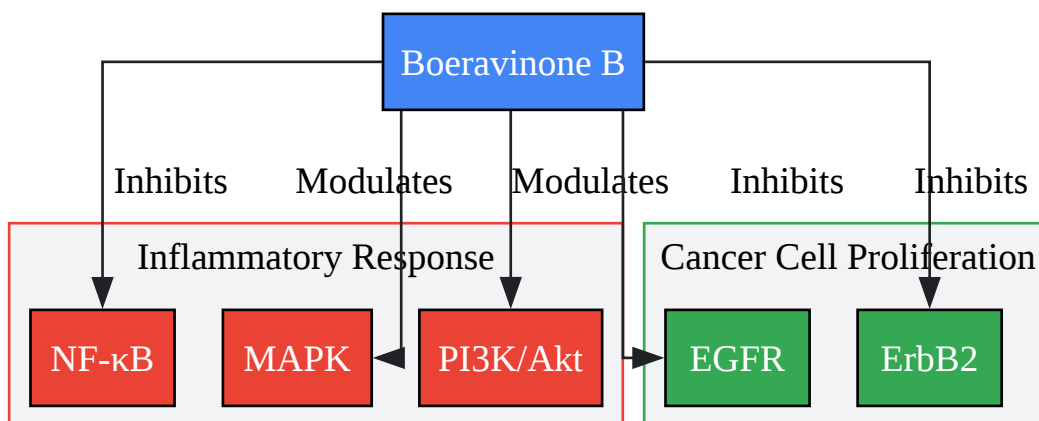 Boeravinone B
Inhibits Modulates Modulates Inhibits Inhibits
Inflammatory Response Cancer Cell Proliferation
NF-κB MAPK PI3K/Akt EGFR ErbB2